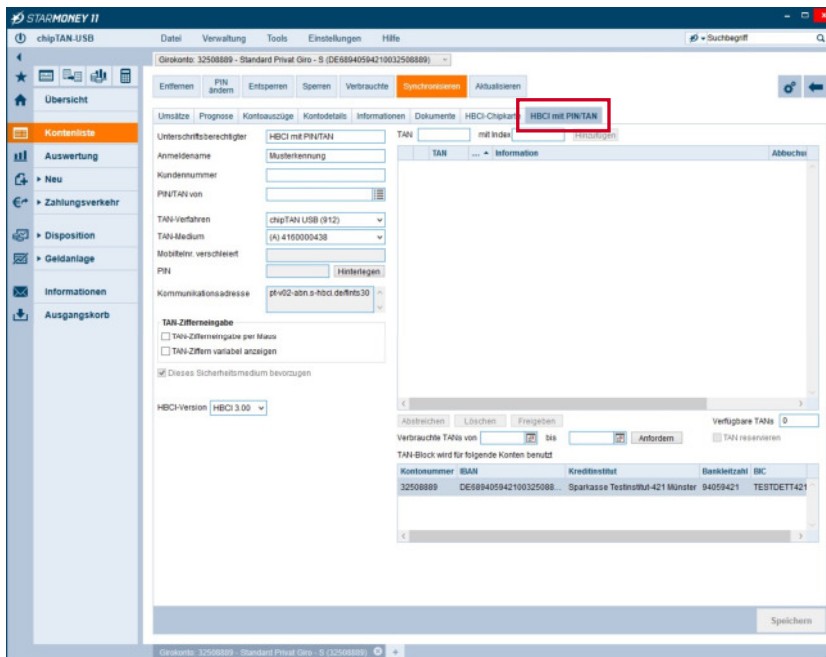 STARMONEY 11
chipTAN-USB
Datei Verwaltung Tools Einstellungen Hilfe
Suchbegriff
Girokonto: 32508889 - Standard Privat Giro - S (DE68940594210032508889)
Entfernen PIN ändern Entsperren Sperren Verbrauchte Synchronisieren Aktualisieren
Übersicht
Kontenliste
Auswertung
Neu
Zahlungsverkehr
Disposition
Geldanlage
Informationen
Ausgangskorb
Umsätze Prognose Kontoauszüge Kontodetails Informationen Dokumente HBCI-Chipkarte HBCI mit PIN/TAN
Unterschriftsberechtigter HBCI mit PIN/TAN
Anmeldename Musterkennung
Kundennummer
PIN/TAN von
TAN-Verfahren chipTAN USB (912)
TAN-Medium (A) 4160000438
Mobiltelnr. verschleiert
PIN Hinterlegen
Kommunikationsadresse pt-v02-abn.s-hbci.de/fints30
TAN-Zifferneingabe
TAN-Zifferneingabe per Maus
TAN-Ziffern variabel anzeigen
Dieses Sicherheitsmedium bevorzugen
HBCI-Version HBCI 3.00
TAN mit Index Hinzufügen
TAN ... Information Abbuchu
Abstreichen Löschen Freigeben Verfügbare TANs 0
Verbrauchte TANs von bis Anfordern TAN reservieren
TAN-Block wird für folgende Konten benutzt
Kontonummer IBAN Kreditinstitut Bankleitzahl BIC
32508889 DE689405942100325088... Sparkasse Testinstitut-421 Münster 94059421 TESTDETT421
Speichern
Girokonto: 32508889 - Standard Privat Giro - S (32508889)